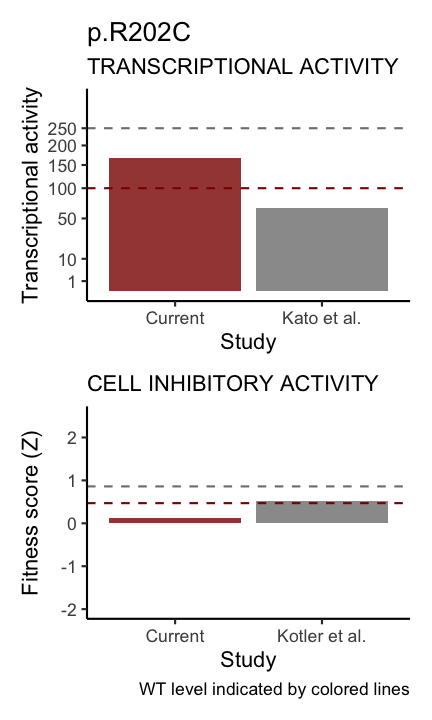 p.R202C
TRANSCRIPTIONAL ACTIVITY
Transcriptional activity
250
200
150
100
50
10
1
Current
Kato et al.
Study
CELL INHIBITORY ACTIVITY
Fitness score (Z)
2
1
0
-1
-2
Current
Kotler et al.
Study
WT level indicated by colored lines